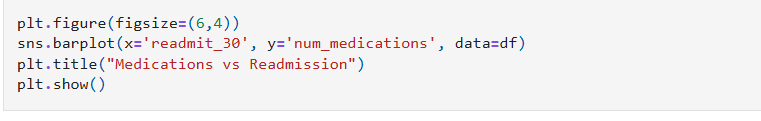 plt.figure(figsize=(6,4))
sns.barplot(x='readmit_30', y='num_medications', data=df)
plt.title("Medications vs Readmission")
plt.show()